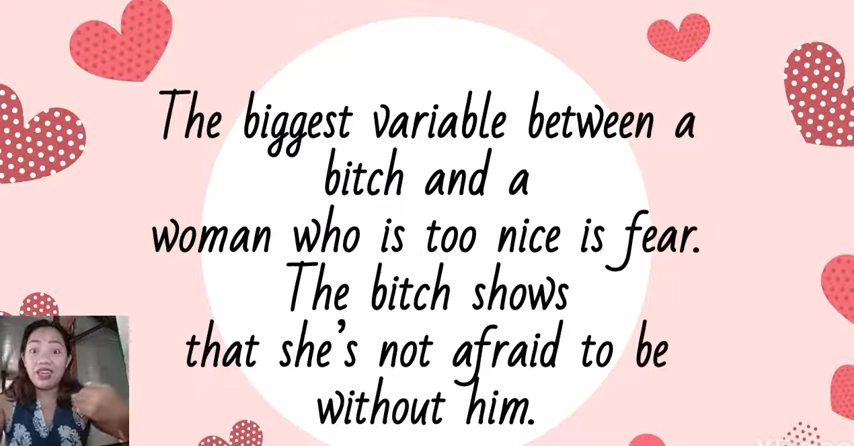 The biggest variable between a
bitch and a
woman who is too nice is fear.
The bitch shows
that she's not afraid to be
without him.